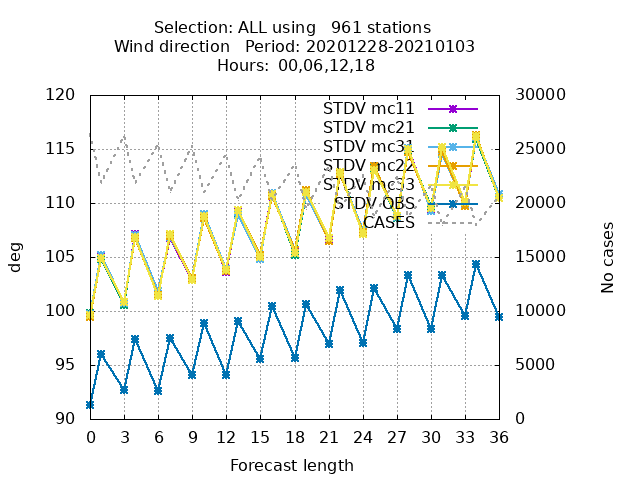 Selection: ALL using   961 stations
Wind direction   Period: 20201228-20210103
Hours:  00,06,12,18
120
115
110
105
100
95
90
30000
25000
20000
15000
10000
5000
0
STDV mc11
STDV mc21
STDV mc31
STDV mc22
STDV mc33
STDV OBS
CASES
deg
No cases
0 3 6 9 12 15 18 21 24 27 30 33 36
Forecast length